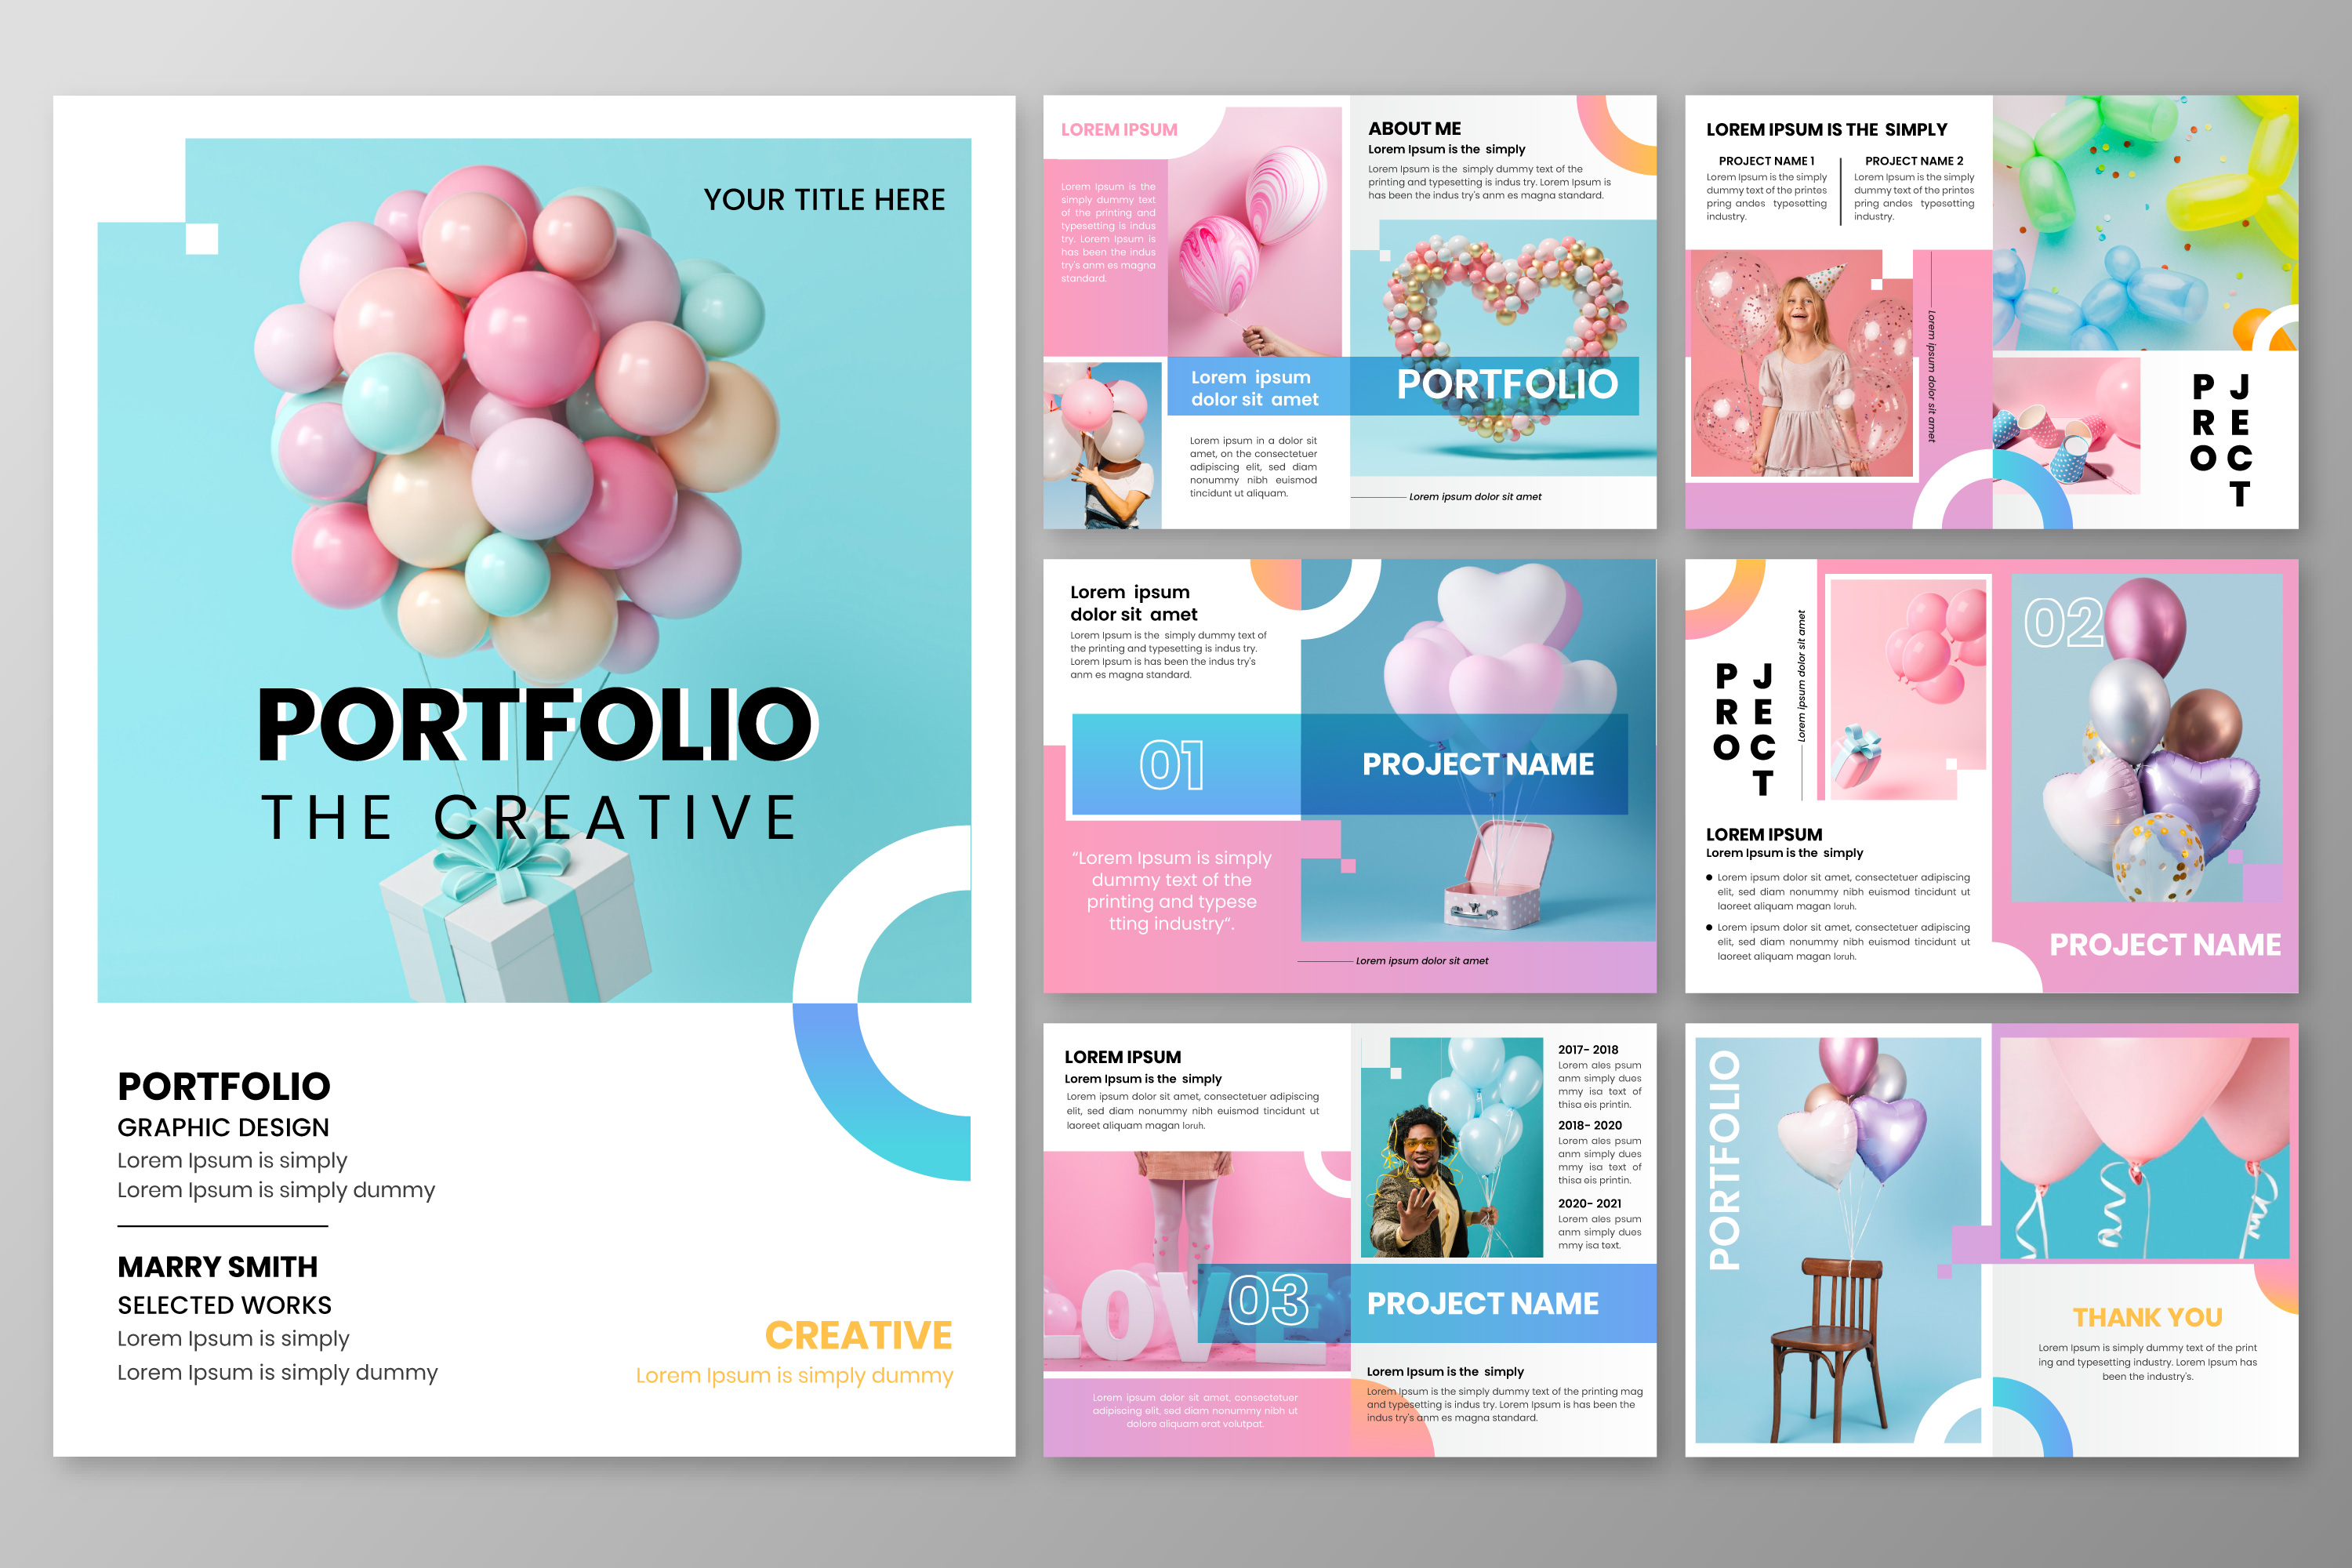 YOUR TITLE HERE
PORTFOLIO
THE CREATIVE
PORTFOLIO
GRAPHIC DESIGN
Lorem Ipsum is simply
Lorem Ipsum is simply dummy
MARRY SMITH
SELECTED WORKS
Lorem Ipsum is simply
Lorem Ipsum is simply dummy
CREATIVE
Lorem Ipsum is simply dummy
LOREM IPSUM
Lorem Ipsum is the
simply dummy text
of the printing and
typesetting is indus
try. Lorem Ipsum is
has been the indus
try's anm es magna
standard.
Lorem ipsum
dolor sit amet
Lorem ipsum in a dolor sit
amet, on the consectetuer
adipiscing elit, sed diam
nonummy nibh euismod
tincidunt ut aliquam.
ABOUT ME
Lorem Ipsum is the simply
Lorem Ipsum is the simply dummy text of the
printing and typesetting is indus try. Lorem Ipsum is
has been the indus try's anm es magna standard.
PORTFOLIO
Lorem ipsum dolor sit amet
LOREM IPSUM IS THE SIMPLY
PROJECT NAME 1
Lorem Ipsum is the simply
dummy text of the printes
pring andes typesetting
industry.
PROJECT NAME 2
Lorem Ipsum is the simply
dummy text of the printes
pring andes typesetting
industry.
Lorem ipsum dolor sit amet
PROJECT
Lorem ipsum
dolor sit amet
Lorem Ipsum is the simply dummy text of
the printing and typesetting is indus try.
Lorem Ipsum is has been the indus try's
anm es magna standard.
01
PROJECT NAME
“Lorem Ipsum is simply
dummy text of the
printing and typese
tting industry“.
Lorem ipsum dolor sit amet
PROJECT
Lorem ipsum dolor sit amet
LOREM IPSUM
Lorem Ipsum is the simply
Lorem ipsum dolor sit amet, consectetuer adipiscing
elit, sed diam nonummy nibh euismod tincidunt ut
laoreet aliquam magan loruh.
Lorem ipsum dolor sit amet, consectetuer adipiscing
elit, sed diam nonummy nibh euismod tincidunt ut
laoreet aliquam magan loruh.
02
PROJECT NAME
LOREM IPSUM
Lorem Ipsum is the simply
Lorem ipsum dolor sit amet, consectetuer adipiscing
elit, sed diam nonummy nibh euismod tincidunt ut
laoreet aliquam magan loruh.
LOVE
03
PROJECT NAME
Lorem ipsum dolor sit amet, consectetuer
adipiscing elit, sed diam nonummy nibh ut
dolore aliquam erat volutpat.
2017- 2018
Lorem ales psum
anm simply dues
mmy isa text of
thisa eis printin.
2018- 2020
Lorem ales psum
anm simply dues
mmy isa text of
thisa eis printin.
2020- 2021
Lorem ales psum
anm simply dues
mmy isa text.
Lorem Ipsum is the simply
Lorem Ipsum is the simply dummy text of the printing mag
and typesetting is indus try. Lorem Ipsum is has been the
indus try's anm es magna standard.
PORTFOLIO
THANK YOU
Lorem Ipsum is simply dummy text of the print
ing and typesetting industry. Lorem Ipsum has
been the industry's.